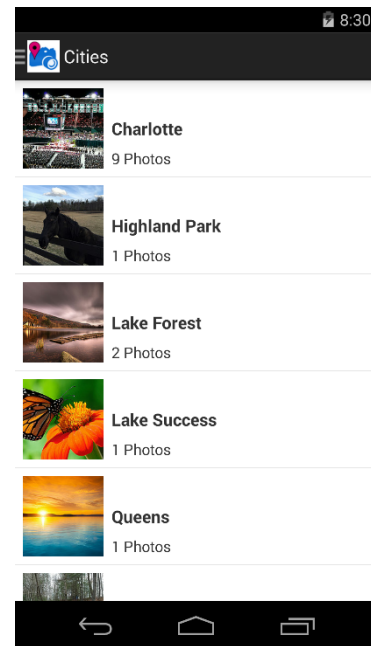 8:30
Cities
Charlotte
9 Photos
Highland Park
1 Photos
Lake Forest
2 Photos
Lake Success
1 Photos
Queens
1 Photos